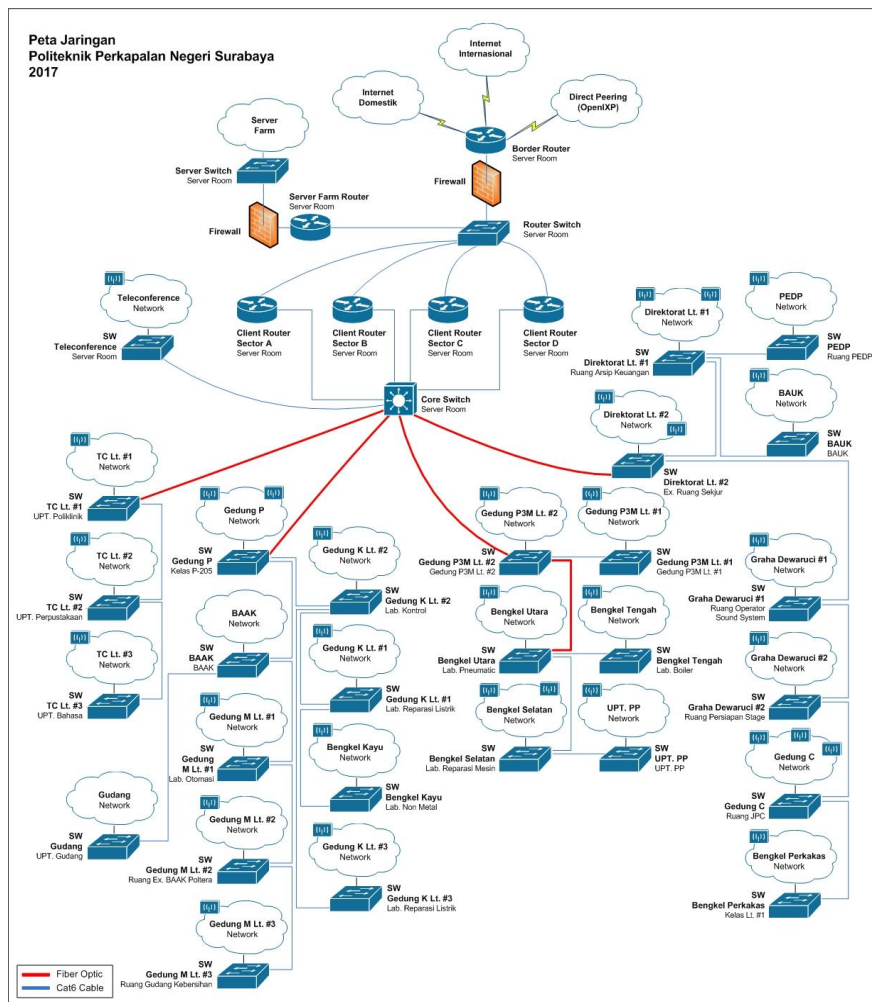 Peta Jaringan
Politeknik Perkapalan Negeri Surabaya
2017
Internet
Internasional
Internet
Domestik
Direct Peering
(OpenIXP)
Server
Farm
Border Router
Server Room
Server Switch
Server Room
Firewall
Server Farm Router
Server Room
Firewall
Router Switch
Server Room
Teleconference
Network
SW
Teleconference
Server Room
Client Router
Sector A
Server Room
Client Router
Sector B
Server Room
Client Router
Sector C
Server Room
Client Router
Sector D
Server Room
Core Switch
Server Room
Direktorat Lt. #1
Network
SW
Direktorat Lt. #1
Ruang Arsip Keuangan
PEDP
Network
SW
PEDP
Ruang PEDP
Direktorat Lt. #2
Network
SW
Direktorat Lt. #2
Ex. Ruang Sekjur
BAUK
Network
SW
BAUK
BAUK
TC Lt. #1
Network
SW
TC Lt. #1
UPT. Poliklinik
TC Lt. #2
Network
SW
TC Lt. #2
UPT. Perpustakaan
TC Lt. #3
Network
SW
TC Lt. #3
UPT. Bahasa
Gedung P
Network
SW
Gedung P
Kelas P-205
BAAK
Network
SW
BAAK
BAAK
Gedung M Lt. #1
Network
SW
Gedung
M Lt. #1
Lab. Otomasi
Gudang
Network
SW
Gudang
UPT. Gudang
Gedung M Lt. #2
Network
SW
Gedung M Lt. #2
Ruang Ex. BAAK Poltera
Gedung M Lt. #3
Network
SW
Gedung M Lt. #3
Ruang Gudang Kebersihan
Gedung K Lt. #2
Network
SW
Gedung K Lt. #2
Lab. Kontrol
Gedung K Lt. #1
Network
SW
Gedung K Lt. #1
Lab. Reparasi Listrik
Bengkel Kayu
Network
SW
Bengkel Kayu
Lab. Non Metal
Gedung K Lt. #3
Network
SW
Gedung K Lt. #3
Lab. Reparasi Listrik
Gedung P3M Lt. #2
Network
SW
Gedung P3M Lt. #2
Gedung P3M Lt. #2
Gedung P3M Lt. #1
Network
SW
Gedung P3M Lt. #1
Gedung P3M Lt. #1
Bengkel Utara
Network
SW
Bengkel Utara
Lab. Pneumatic
Bengkel Tengah
Network
SW
Bengkel Tengah
Lab. Boiler
Bengkel Selatan
Network
SW
Bengkel Selatan
Lab. Reparasi Mesin
UPT. PP
Network
SW
UPT. PP
UPT. PP
Graha Dewaruci #1
Network
SW
Graha Dewaruci #1
Ruang Operator
Sound System
Graha Dewaruci #2
Network
SW
Graha Dewaruci #2
Ruang Persiapan Stage
Gedung C
Network
SW
Gedung C
Ruang JPC
Bengkel Perkakas
Network
SW
Bengkel Perkakas
Kelas Lt. #1
Fiber Optic
Cat6 Cable